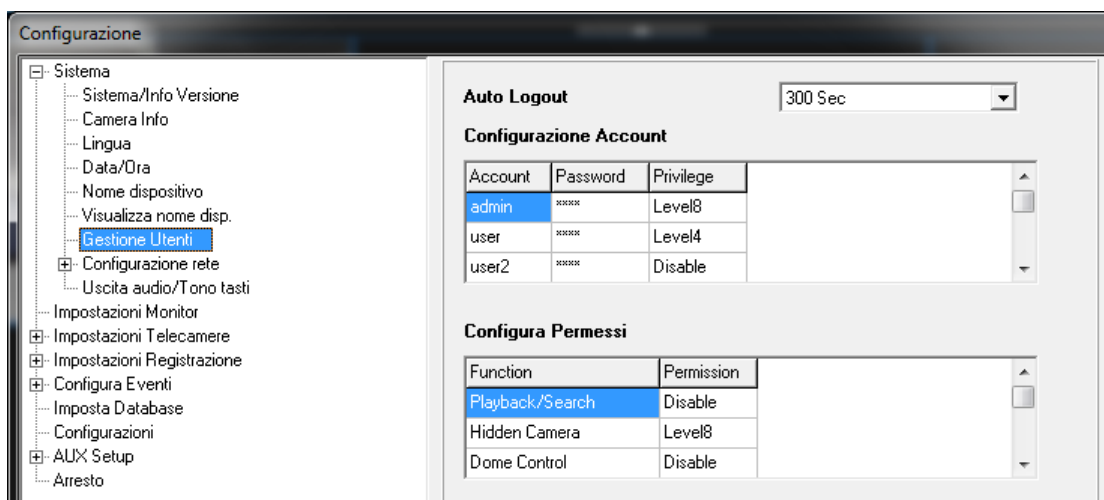 Configurazione
Sistema
Sistema/Info Versione
Camera Info
Lingua
Data/Ora
Nome dispositivo
Visualizza nome disp.
Gestione Utenti
Configurazione rete
Uscita audio/Tono tasti
Impostazioni Monitor
Impostazioni Telecamere
Impostazioni Registrazione
Configura Eventi
Imposta Database
Configurazioni
AUX Setup
Arresto
Auto Logout 300 Sec
Configurazione Account
Account Password Privilege
admin **** Level8
user **** Level4
user2 **** Disable
Configura Permessi
Function Permission
Playback/Search Disable
Hidden Camera Level8
Dome Control Disable